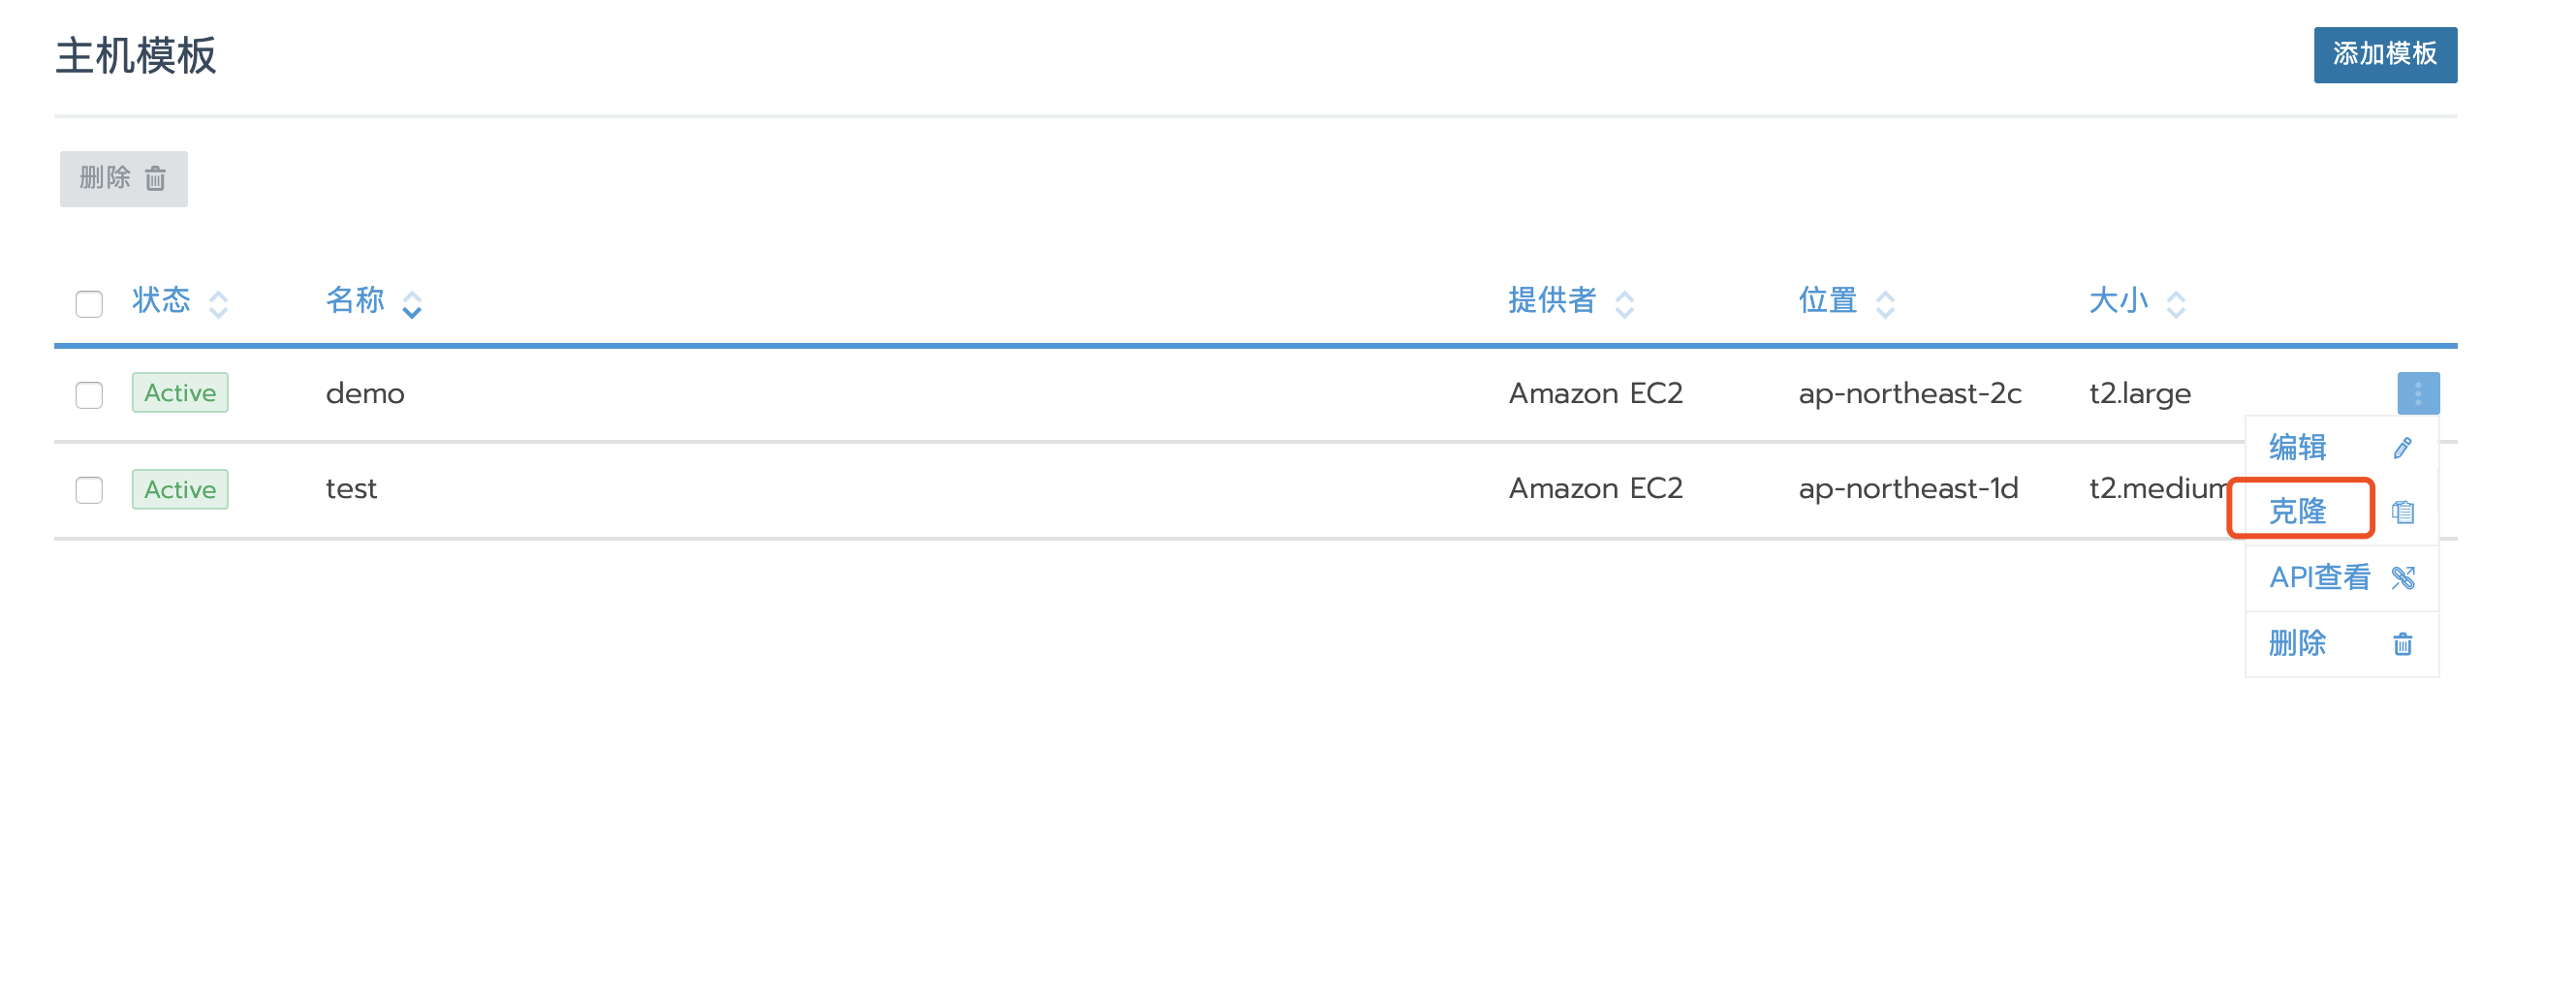 主机模板
添加模板
删除
状态 名称 提供者 位置 大小
Active demo Amazon EC2 ap-northeast-2c t2.large
编辑
Active test Amazon EC2 ap-northeast-1d t2.medium
克隆
API查看
删除